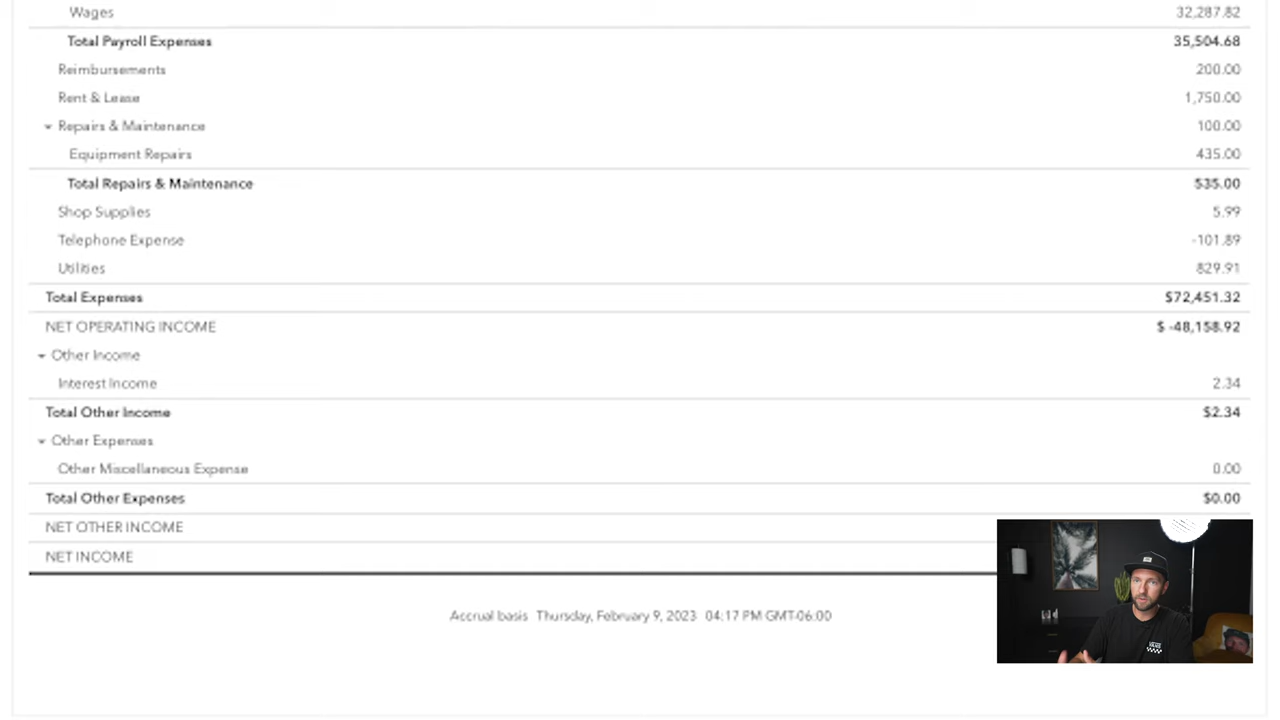 Wages 32,287.82
Total Payroll Expenses 35,504.68
Reimbursements 200.00
Rent & Lease 1,750.00
Repairs & Maintenance 100.00
Equipment Repairs 435.00
Total Repairs & Maintenance 535.00
Shop Supplies 5.99
Telephone Expense -101.89
Utilities 829.91
Total Expenses $72,451.32
NET OPERATING INCOME $ -48,158.92
Other Income
Interest Income 2.34
Total Other Income $2.34
Other Expenses
Other Miscellaneous Expense 0.00
Total Other Expenses $0.00
NET OTHER INCOME
NET INCOME
Accrual basis Thursday, February 9, 2023 04:17 PM GMT-06:00